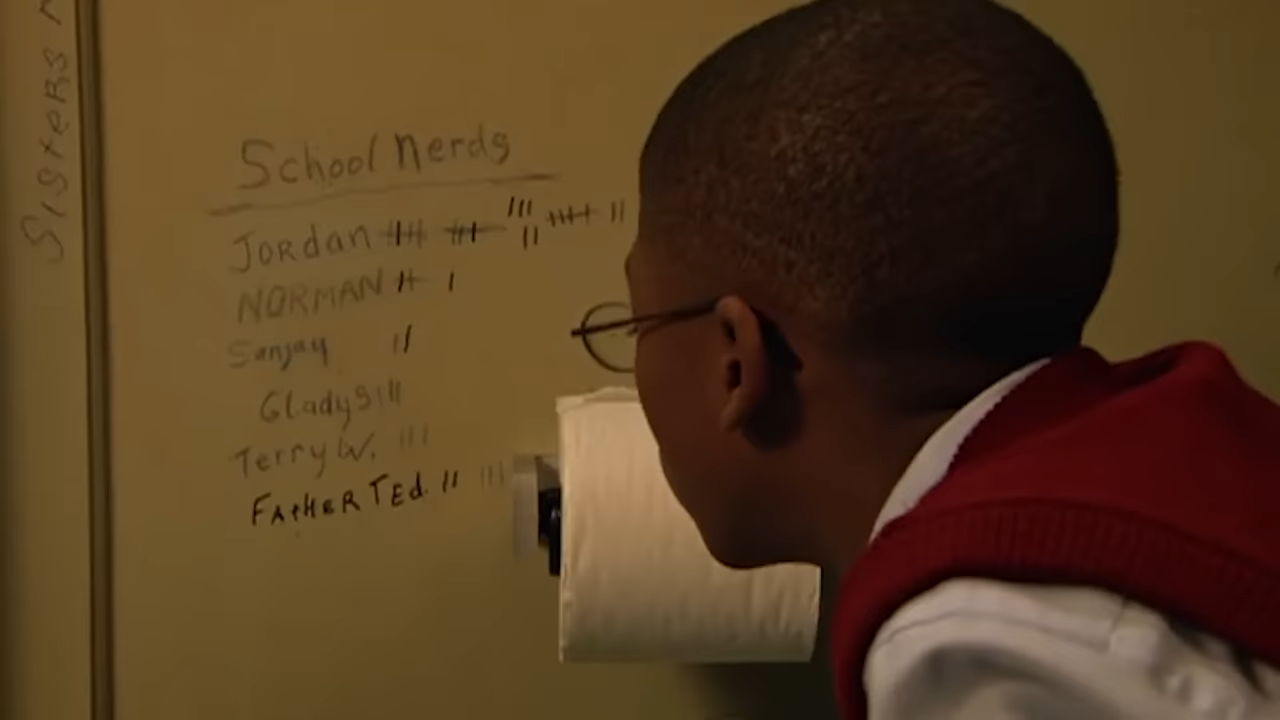 Sisters
School Nerds
Jordan
NORMAN
Sanjay
Gladys
Terry W.
FAtHeR TEd.